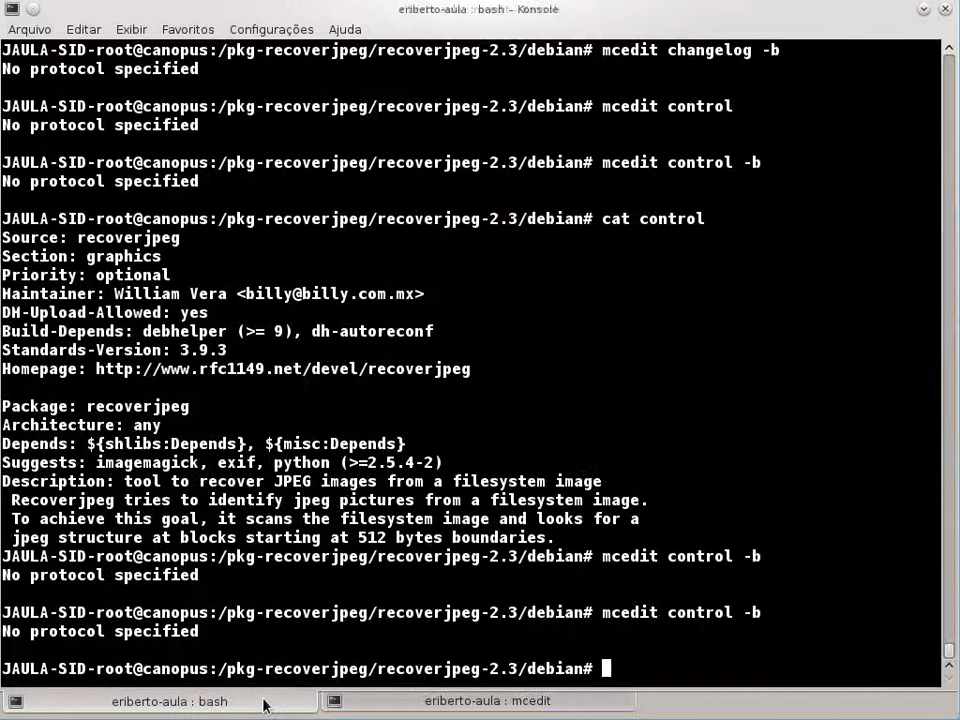 eriberto-aula : bash – Konsole
Arquivo Editar Exibir Favoritos Configurações Ajuda
JAULA-SID-root@canopus:/pkg-recoverjpeg/recoverjpeg-2.3/debian# mcedit changelog -b
No protocol specified
JAULA-SID-root@canopus:/pkg-recoverjpeg/recoverjpeg-2.3/debian# mcedit control
No protocol specified
JAULA-SID-root@canopus:/pkg-recoverjpeg/recoverjpeg-2.3/debian# mcedit control -b
No protocol specified
JAULA-SID-root@canopus:/pkg-recoverjpeg/recoverjpeg-2.3/debian# cat control
Source: recoverjpeg
Section: graphics
Priority: optional
Maintainer: William Vera <billy@billy.com.mx>
DM-Upload-Allowed: yes
Build-Depends: debhelper (>= 9), dh-autoreconf
Standards-Version: 3.9.3
Homepage: http://www.rfc1149.net/devel/recoverjpeg
Package: recoverjpeg
Architecture: any
Depends: ${shlibs:Depends}, ${misc:Depends}
Suggests: imagemagick, exif, python (>=2.5.4-2)
Description: tool to recover JPEG images from a filesystem image
Recoverjpeg tries to identify jpeg pictures from a filesystem image.
To achieve this goal, it scans the filesystem image and looks for a
jpeg structure at blocks starting at 512 bytes boundaries.
JAULA-SID-root@canopus:/pkg-recoverjpeg/recoverjpeg-2.3/debian# mcedit control -b
No protocol specified
JAULA-SID-root@canopus:/pkg-recoverjpeg/recoverjpeg-2.3/debian# mcedit control -b
No protocol specified
JAULA-SID-root@canopus:/pkg-recoverjpeg/recoverjpeg-2.3/debian#
eriberto-aula : bash eriberto-aula : mcedit